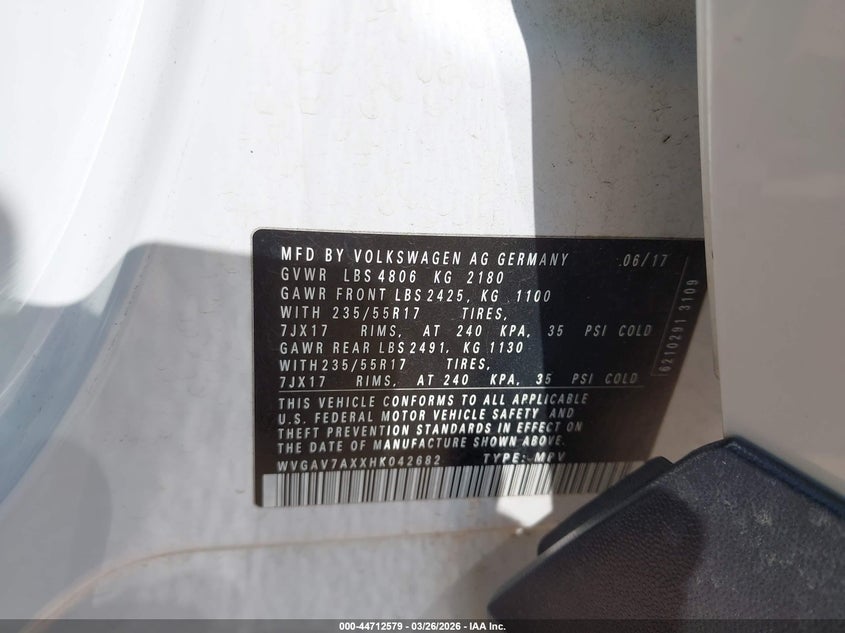 MFD BY VOLKSWAGEN AG GERMANY 06/17
GVWR LBS 4806 KG 2180
GAWR FRONT LBS 2425, KG 1100
WITH 235/55R17 TIRES,
7JX17 RIMS, AT 240 KPA, 35 PSI COLD
GAWR REAR LBS 2491, KG 1130
WITH 235/55R17 TIRES,
7JX17 RIMS, AT 240 KPA, 35 PSI COLD
THIS VEHICLE CONFORMS TO ALL APPLICABLE
U.S. FEDERAL MOTOR VEHICLE SAFETY AND
THEFT PREVENTION STANDARDS IN EFFECT ON
THE DATE OF MANUFACTURE SHOWN ABOVE.
WVGAV7AXXHK042682 TYPE: MPV
6210291 3109
000-44712579 - 03/26/2026 - IAA Inc.